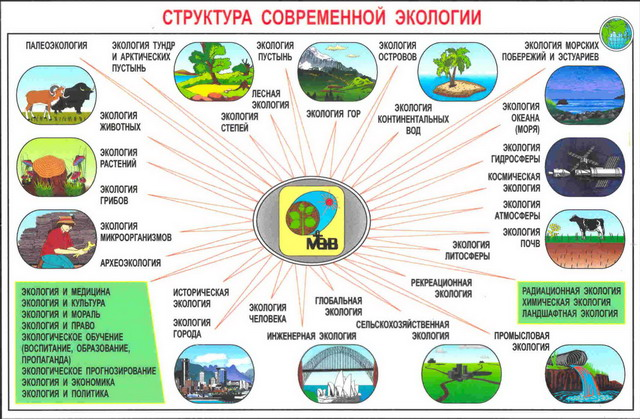 СТРУКТУРА СОВРЕМЕННОЙ ЭКОЛОГИИ
ПАЛЕОЭКОЛОГИЯ
ЭКОЛОГИЯ ТУНДР
И АРКТИЧЕСКИХ
ПУСТЫНЬ
ЭКОЛОГИЯ
ПУСТЫНЬ
ЭКОЛОГИЯ
ОСТРОВОВ
ЭКОЛОГИЯ МОРСКИХ
ПОБЕРЕЖИЙ И ЭСТУАРИЕВ
ЛЕСНАЯ
ЭКОЛОГИЯ
ЭКОЛОГИЯ
СТЕПЕЙ
ЭКОЛОГИЯ ГОР
ЭКОЛОГИЯ
КОНТИНЕНТАЛЬНЫХ
ВОД
ЭКОЛОГИЯ
ОКЕАНА
(МОРЯ)
ЭКОЛОГИЯ
ЖИВОТНЫХ
ЭКОЛОГИЯ
РАСТЕНИЙ
ЭКОЛОГИЯ
ГИДРОСФЕРЫ
КОСМИЧЕСКАЯ
ЭКОЛОГИЯ
ЭКОЛОГИЯ
ГРИБОВ
ЭКОЛОГИЯ
АТМОСФЕРЫ
ЭКОЛОГИЯ
МИКРООРГАНИЗМОВ
ЭКОЛОГИЯ
ПОЧВ
МаВ
ЭКОЛОГИЯ
ЛИТОСФЕРЫ
АРХЕОЭКОЛОГИЯ
РЕКРЕАЦИОННАЯ
ЭКОЛОГИЯ
ЭКОЛОГИЯ И МЕДИЦИНА
ЭКОЛОГИЯ И КУЛЬТУРА
ЭКОЛОГИЯ И МОРАЛЬ
ЭКОЛОГИЯ И ПРАВО
ЭКОЛОГИЧЕСКОЕ ОБУЧЕНИЕ
(ВОСПИТАНИЕ, ОБРАЗОВАНИЕ,
ПРОПАГАНДА)
ЭКОЛОГИЧЕСКОЕ ПРОГНОЗИРОВАНИЕ
ЭКОЛОГИЯ И ЭКОНОМИКА
ЭКОЛОГИЯ И ПОЛИТИКА
ИСТОРИЧЕСКАЯ
ЭКОЛОГИЯ
ЭКОЛОГИЯ
ГОРОДА
ЭКОЛОГИЯ
ЧЕЛОВЕКА
ГЛОБАЛЬНАЯ
ЭКОЛОГИЯ
ИНЖЕНЕРНАЯ ЭКОЛОГИЯ
СЕЛЬСКОХОЗЯЙСТВЕННАЯ
ЭКОЛОГИЯ
ПРОМЫСЛОВАЯ
ЭКОЛОГИЯ
РАДИАЦИОННАЯ ЭКОЛОГИЯ
ХИМИЧЕСКАЯ ЭКОЛОГИЯ
ЛАНДШАФТНАЯ ЭКОЛОГИЯ